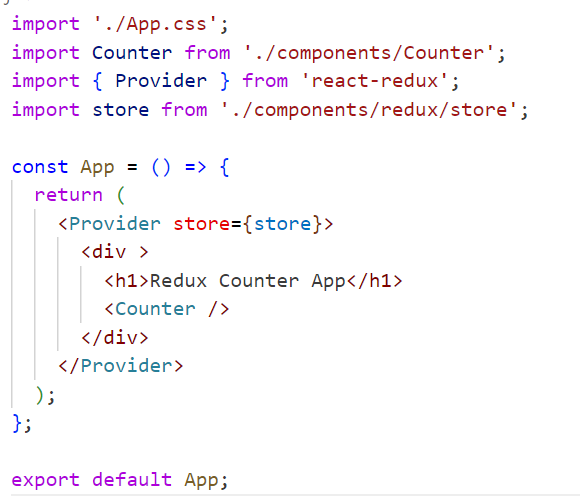 import './App.css';
import Counter from './components/Counter';
import { Provider } from 'react-redux';
import store from './components/redux/store';

const App = () => {
  return (
    <Provider store={store}>
      <div >
        <h1>Redux Counter App</h1>
        <Counter />
      </div>
    </Provider>
  );
};

export default App;